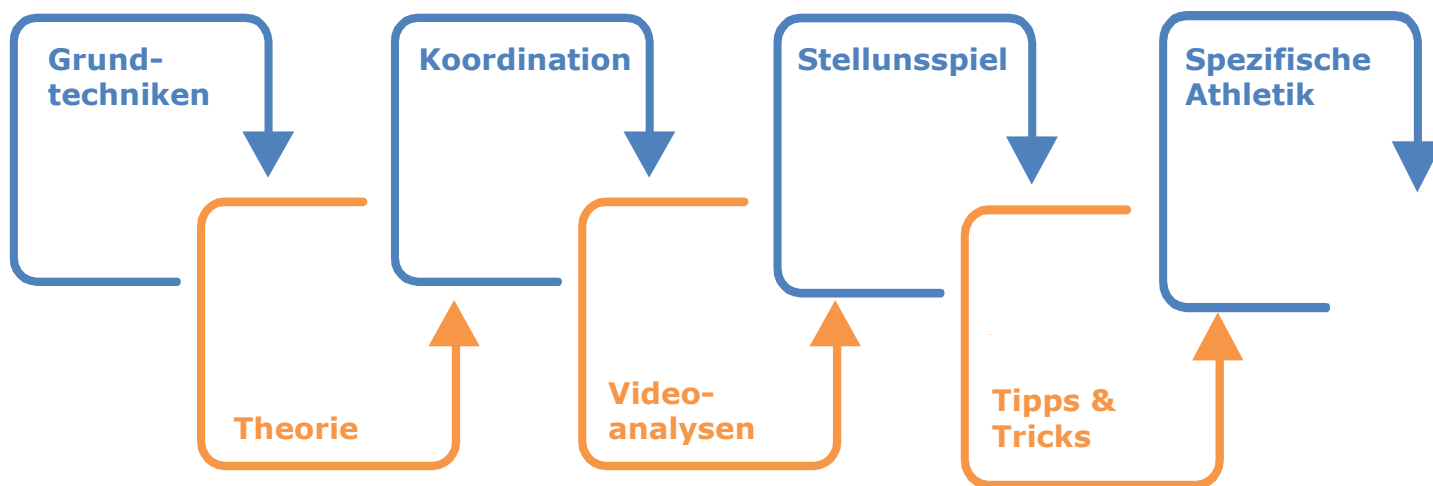 Grund-
techniken
Theorie
Koordination
Video-
analysen
Stellunsspiel
Tipps &
Tricks
Spezifische
Athletik